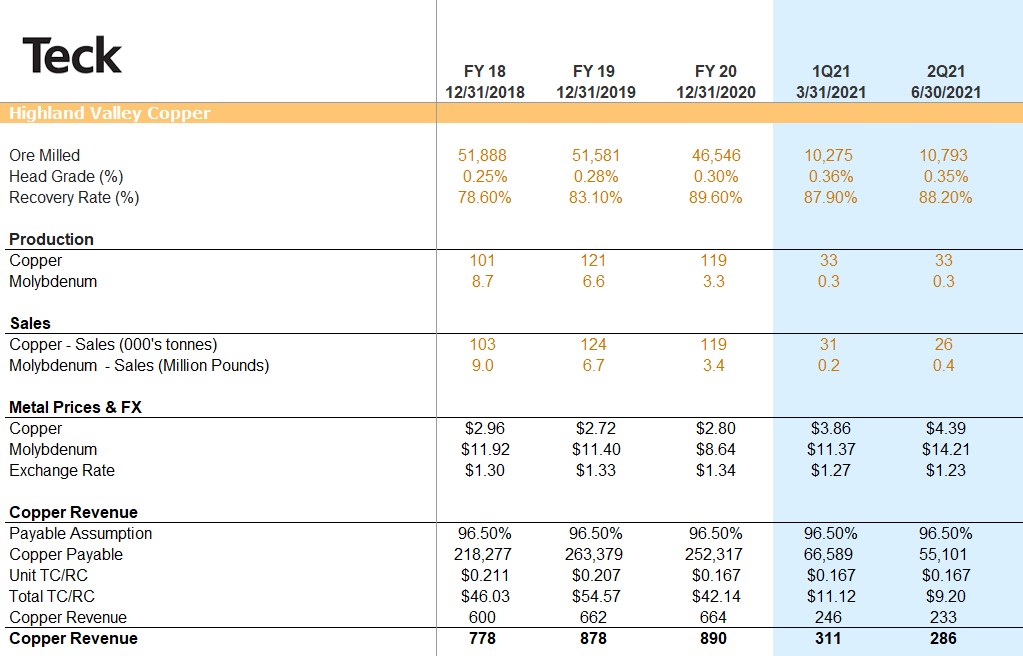 Teck
FY 18 FY 19 FY 20 1Q21 2Q21
12/31/2018 12/31/2019 12/31/2020 3/31/2021 6/30/2021
Highland Valley Copper
Ore Milled 51,888 51,581 46,546 10,275 10,793
Head Grade (%) 0.25% 0.28% 0.30% 0.36% 0.35%
Recovery Rate (%) 78.60% 83.10% 89.60% 87.90% 88.20%
Production
Copper 101 121 119 33 33
Molybdenum 8.7 6.6 3.3 0.3 0.3
Sales
Copper - Sales (000's tonnes) 103 124 119 31 26
Molybdenum - Sales (Million Pounds) 9.0 6.7 3.4 0.2 0.4
Metal Prices & FX
Copper $2.96 $2.72 $2.80 $3.86 $4.39
Molybdenum $11.92 $11.40 $8.64 $11.37 $14.21
Exchange Rate $1.30 $1.33 $1.34 $1.27 $1.23
Copper Revenue
Payable Assumption 96.50% 96.50% 96.50% 96.50% 96.50%
Copper Payable 218,277 263,379 252,317 66,589 55,101
Unit TC/RC $0.211 $0.207 $0.167 $0.167 $0.167
Total TC/RC $46.03 $54.57 $42.14 $11.12 $9.20
Copper Revenue 600 662 664 246 233
Copper Revenue 778 878 890 311 286